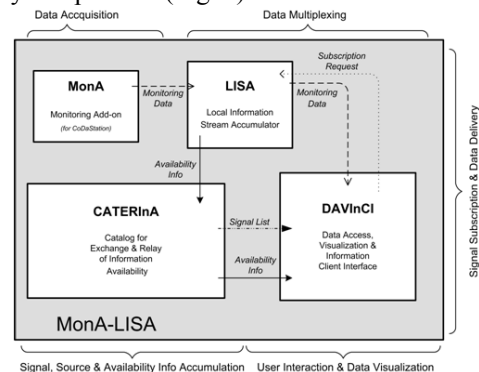 Data Accquisition
Data Multiplexing
MonA
Monitoring Add-on
(for CoDaStation)
Monitoring
Data
LISA
Local Information
Stream Accumulator
Subscription
Request
Monitoring
Data
Availability
Info
CATERInA
Catalog for
Exchange & Relay
of Information
Availability
Signal List
Availability
Info
DAVInCI
Data Access,
Visualization &
Information
Client Interface
MonA-LISA
Signal Subscription & Data Delivery
Signal, Source & Availability Info Accumulation
User Interaction & Data Visualization